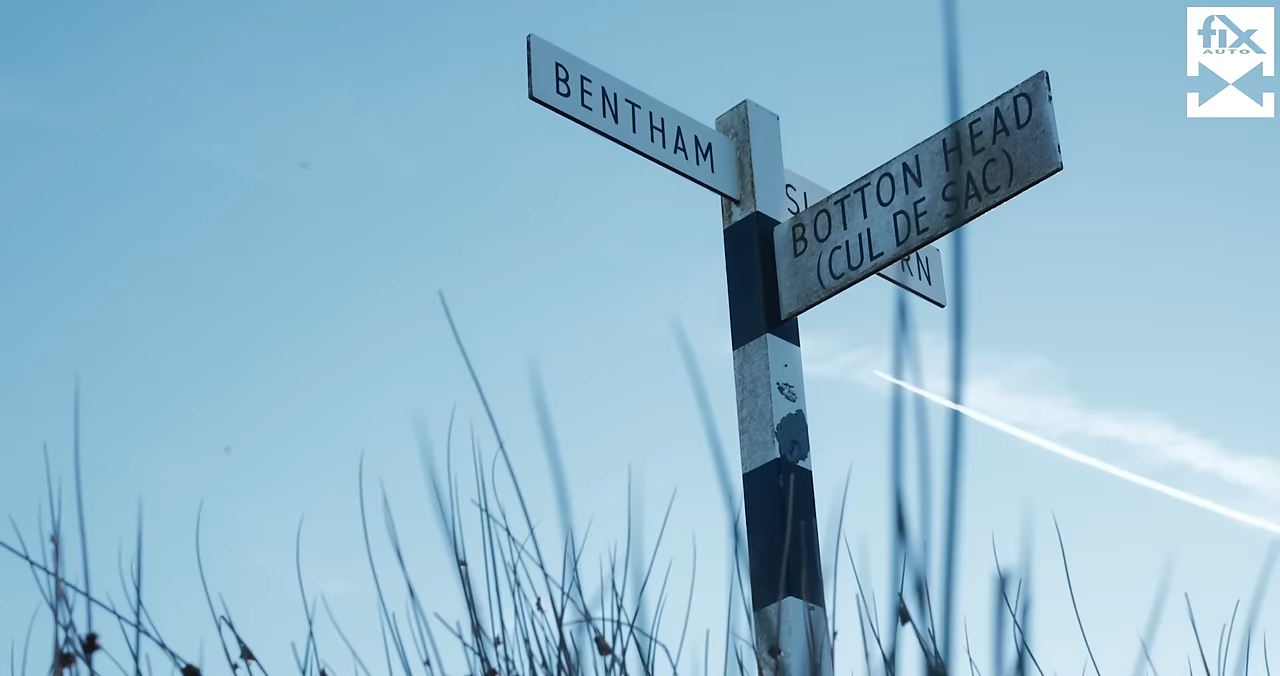 BENTHAM
BOTTON HEAD
(CUL DE SAC)
fix
AUTO